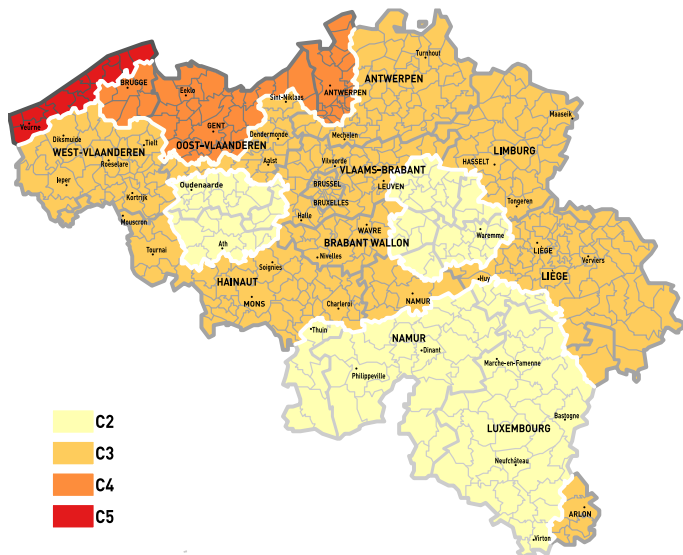 Turnhout
ANTWERPEN
BRUGGE
Eeklo
ANTWERPEN
Sint-Niklaas
Maaseik
Veurne
GENT
Diksmuide
Tielt
OOST-VLAANDEREN
Dendermonde
Mechelen
WEST-VLAANDEREN
Roeselare
Aalst
Vilvoorde
VLAAMS-BRABANT
HASSELT
LIMBURG
Ieper
Oudenaarde
BRUSSEL
LEUVEN
Kortrijk
BRUXELLES
Tongeren
Mouscron
Halle
WAVRE
Waremme
Tournai
Ath
BRABANT WALLON
LIÈGE
Nivelles
Verviers
Soignies
LIÈGE
HAINAUT
Huy
MONS
Charleroi
NAMUR
Thuin
NAMUR
Dinant
Marche-en-Famenne
Philippeville
Bastogne
LUXEMBOURG
Neufchâteau
ARLON
Virton
C2
C3
C4
C5